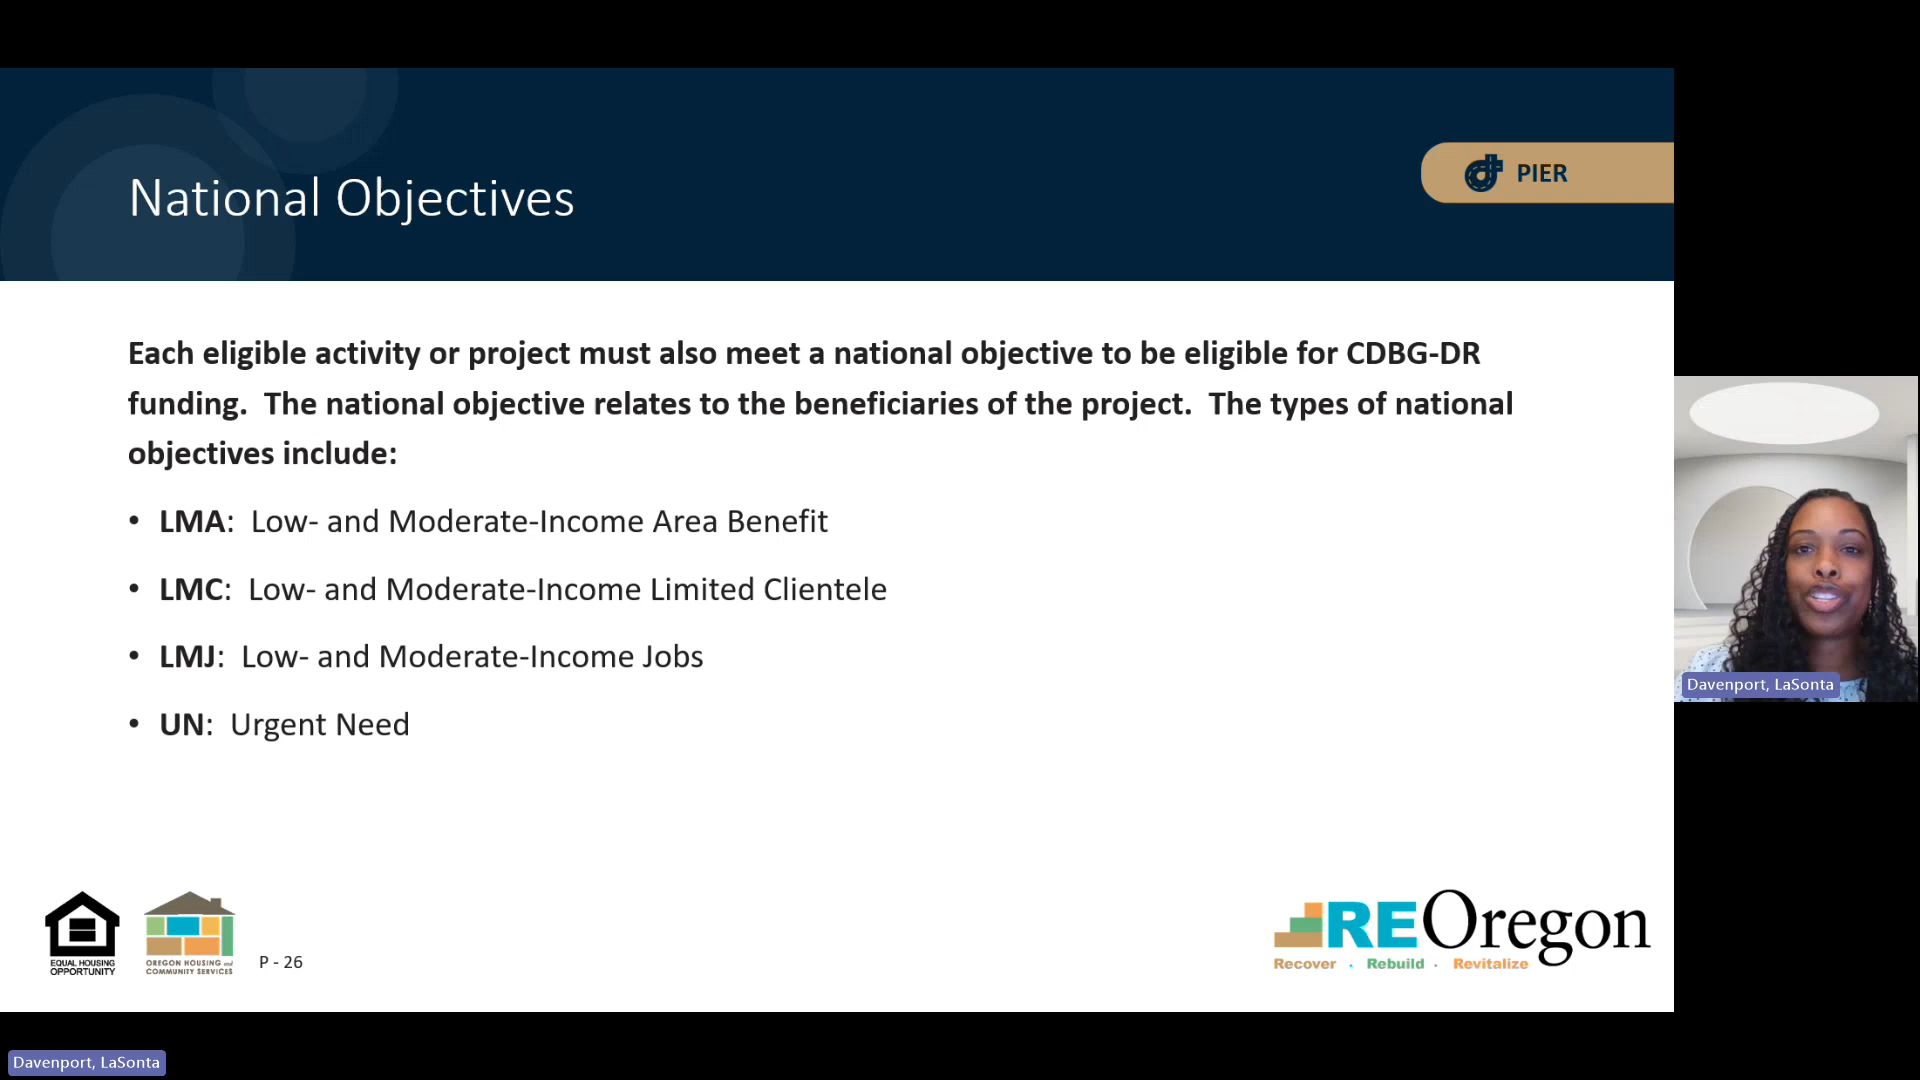 National Objectives
PIER
Each eligible activity or project must also meet a national objective to be eligible for CDBG-DR
funding.  The national objective relates to the beneficiaries of the project.  The types of national
objectives include:
• LMA:  Low- and Moderate-Income Area Benefit
• LMC:  Low- and Moderate-Income Limited Clientele
• LMJ:  Low- and Moderate-Income Jobs
• UN:  Urgent Need
Davenport, LaSonta
EQUAL HOUSING
OPPORTUNITY
OREGON HOUSING and
COMMUNITY SERVICES
P - 26
REOregon
Recover · Rebuild · Revitalize
Davenport, LaSonta